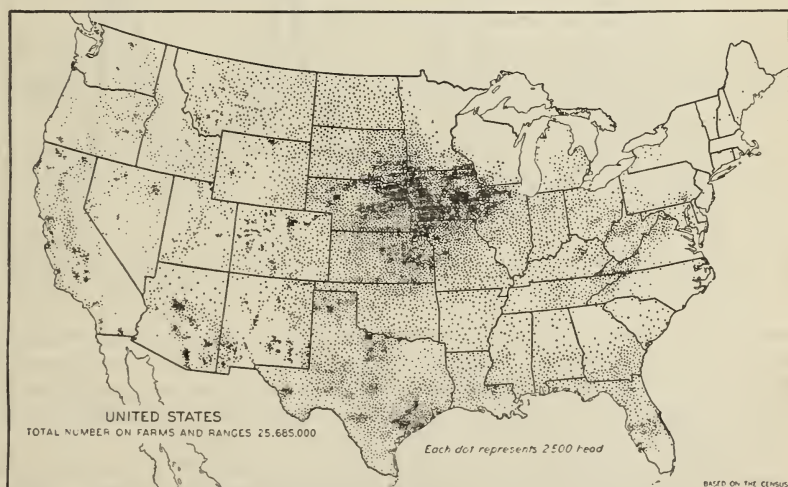 UNITED STATES
TOTAL NUMBER ON FARMS AND RANGES 25,685,000
Each dot represents 2500 head
BASED ON THE CENSUS